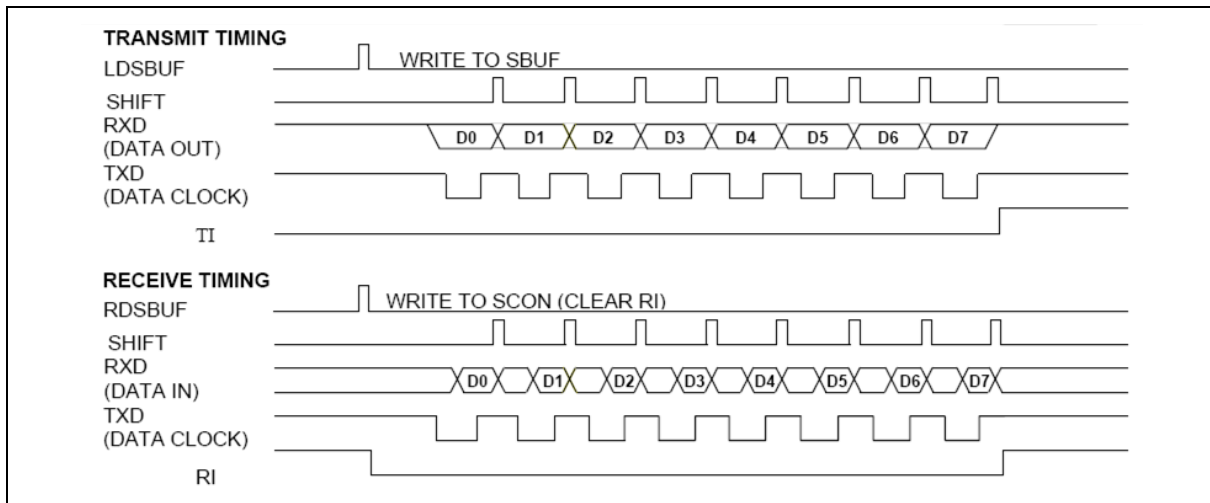 TRANSMIT TIMING
LDSBUF
WRITE TO SBUF
SHIFT
RXD
(DATA OUT)
D0 D1 D2 D3 D4 D5 D6 D7
TXD
(DATA CLOCK)
TI
RECEIVE TIMING
RDSBUF
WRITE TO SCON (CLEAR RI)
SHIFT
RXD
(DATA IN)
D0 D1 D2 D3 D4 D5 D6 D7
TXD
(DATA CLOCK)
RI